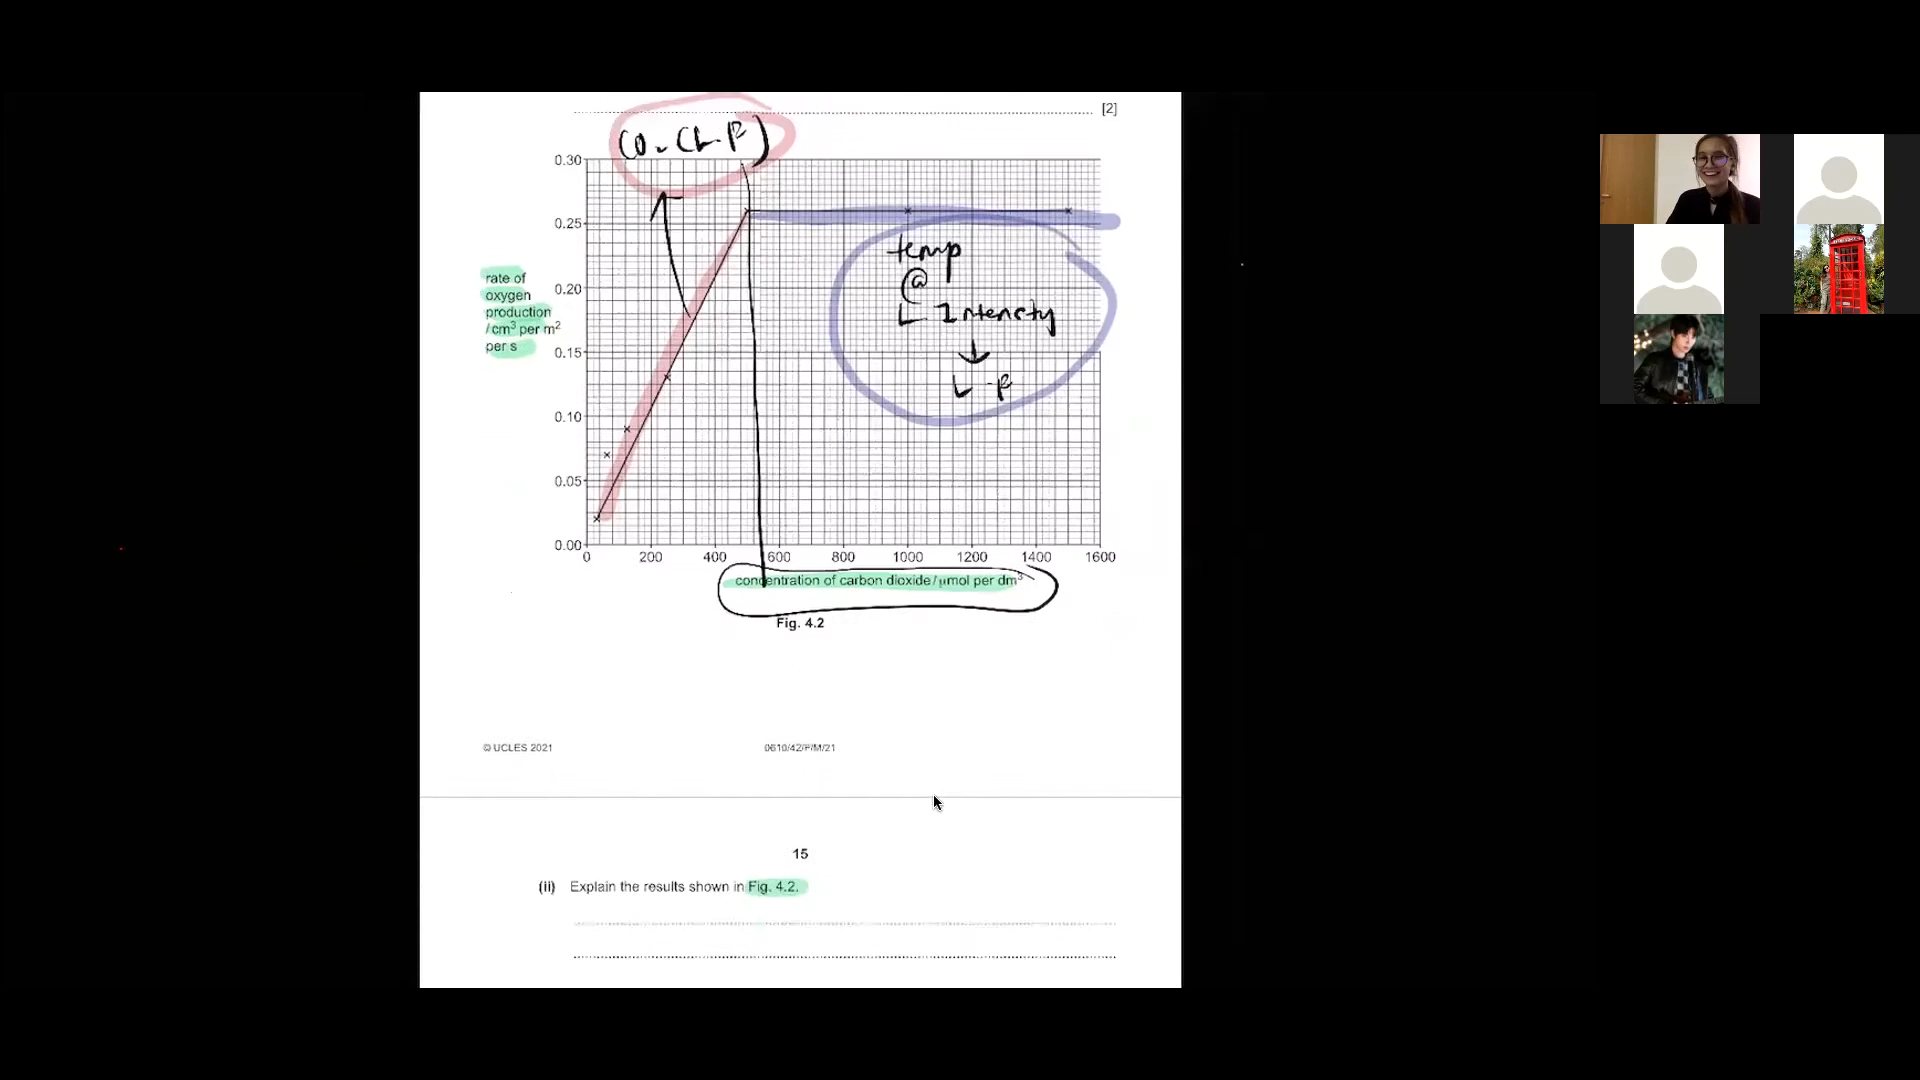 [2]
CO₂ (L.F)
0.30
0.25
0.20
0.15
0.10
0.05
0.00
rate of
oxygen
production
/ cm³ per m²
per s
temp
@
L Intensity
↓
L.F
0 200 400 600 800 1000 1200 1400 1600
concentration of carbon dioxide / μmol per dm³
Fig. 4.2
© UCLES 2021 0610/42/F/M/21
15
(ii) Explain the results shown in Fig. 4.2.